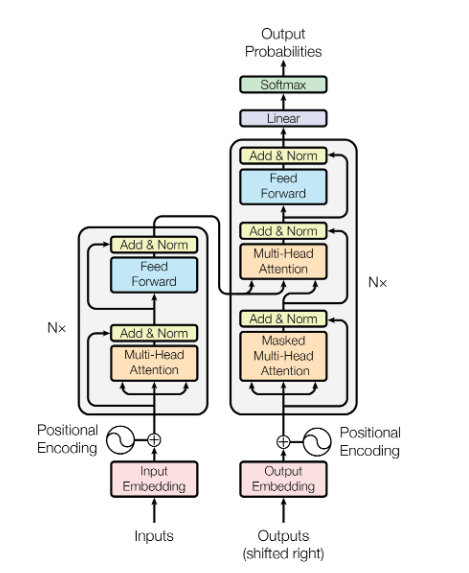 Output
Probabilities
Softmax
Linear
Add & Norm
Feed
Forward
Add & Norm
Multi-Head
Attention
Add & Norm
Masked
Multi-Head
Attention
N×
Add & Norm
Feed
Forward
Add & Norm
Multi-Head
Attention
N×
Positional
Encoding
Positional
Encoding
Input
Embedding
Output
Embedding
Inputs
Outputs
(shifted right)